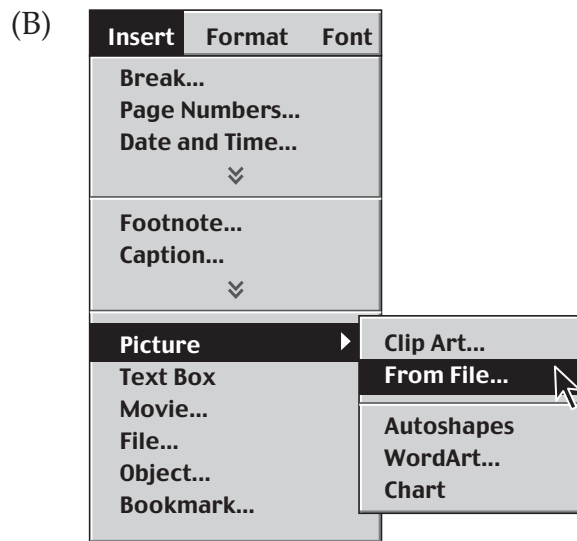 (B)
Insert Format Font
Break...
Page Numbers...
Date and Time...
Footnote...
Caption...
Picture
Text Box
Movie...
File...
Object...
Bookmark...
Clip Art...
From File...
Autoshapes
WordArt...
Chart